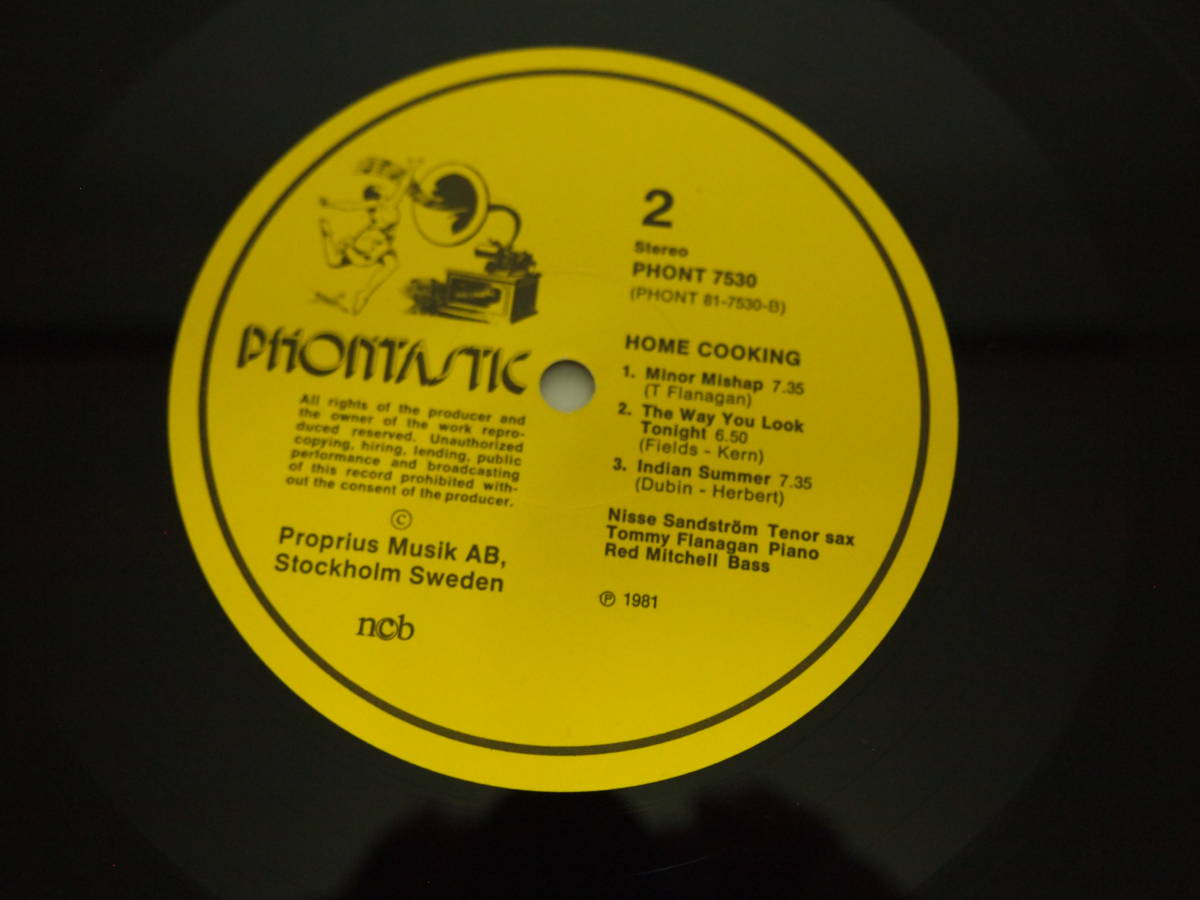 PHONTASTIC
All rights of the producer and
the owner of the work repro-
duced reserved. Unauthorized
copying, hiring, lending, public
performance and broadcasting
of this record prohibited with-
out the consent of the producer.
©
Proprius Musik AB,
Stockholm Sweden
ncb
2
Stereo
PHONT 7530
(PHONT 81-7530-B)
HOME COOKING
1. Minor Mishap 7.35
(T Flanagan)
2. The Way You Look
Tonight 6.50
(Fields - Kern)
3. Indian Summer 7.35
(Dubin - Herbert)
Nisse Sandström Tenor sax
Tommy Flanagan Piano
Red Mitchell Bass
℗ 1981